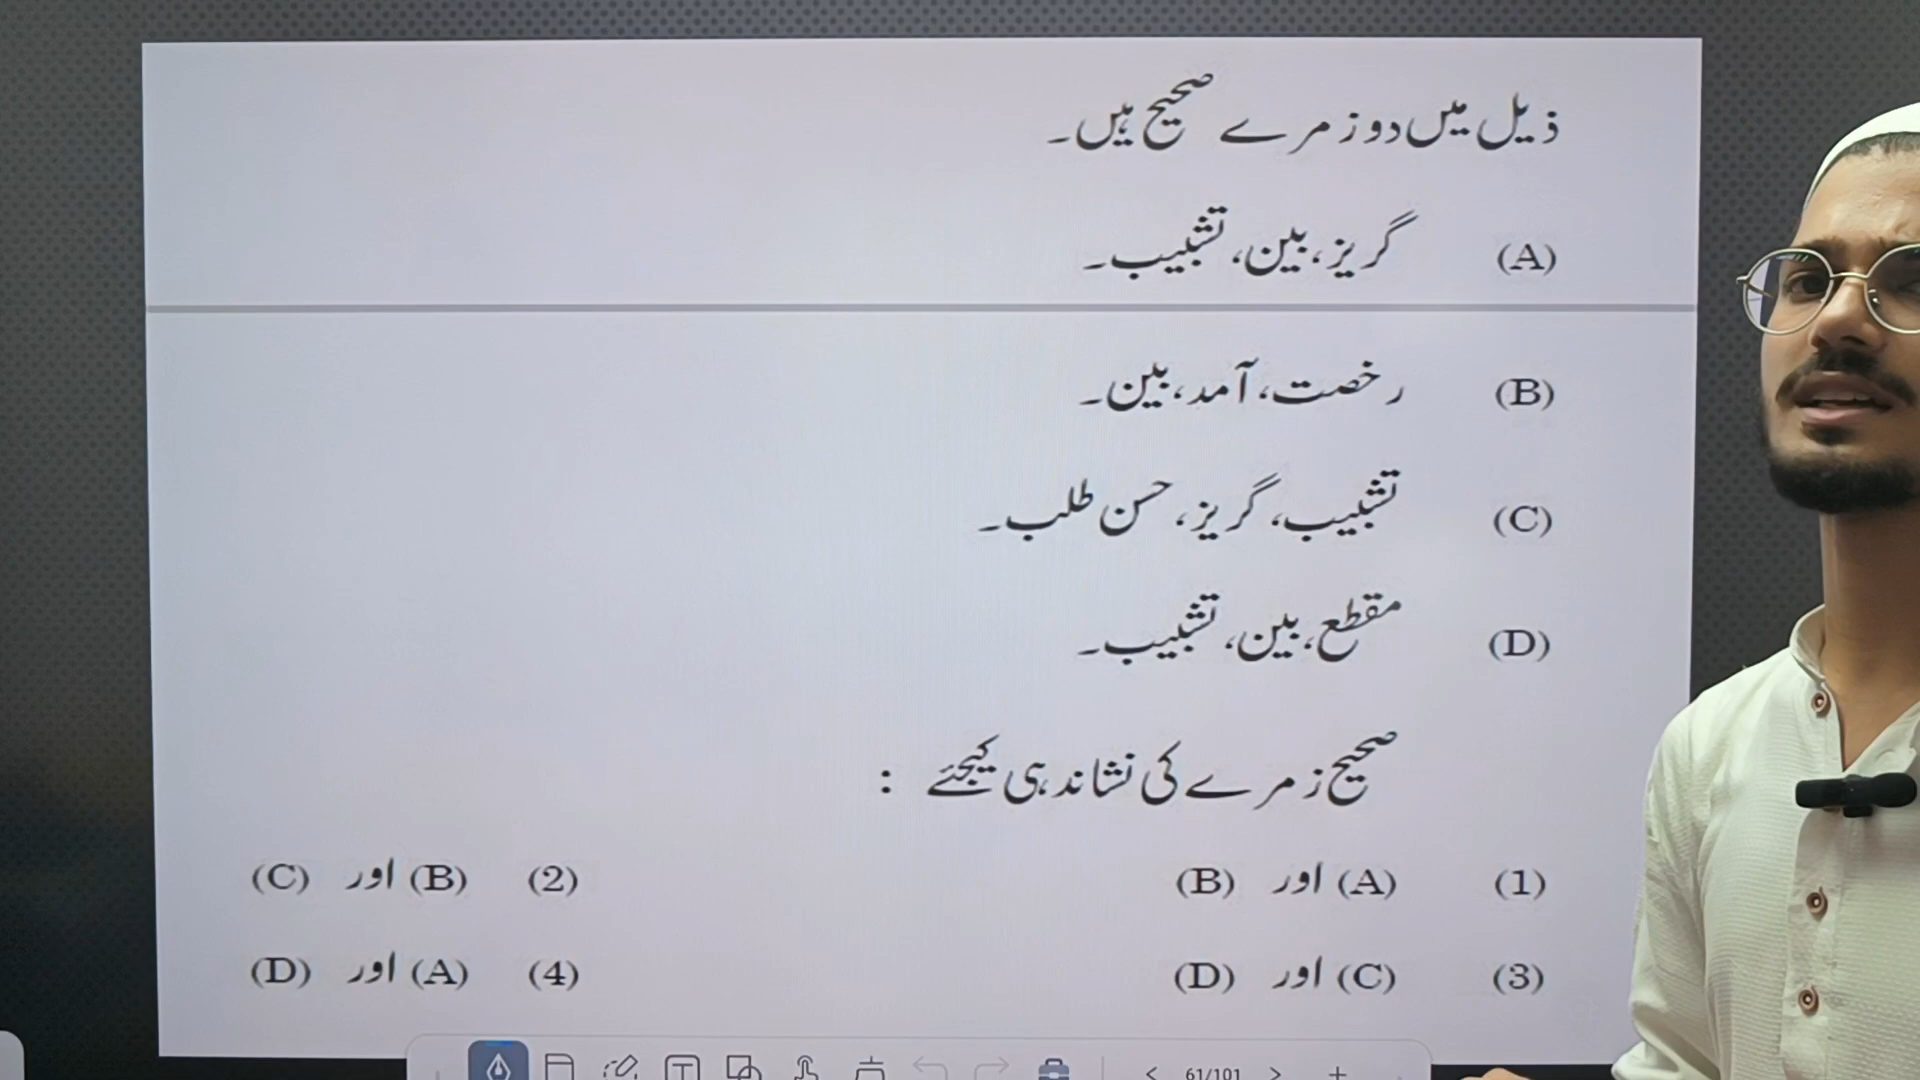 ذیل میں دو زمرے صحیح ہیں۔
(A) گریز، بین، تشبیب۔
(B) رخصت، آمد، بین۔
(C) تشبیب، گریز، حسن طلب۔
(D) مقطع، بین، تشبیب۔
صحیح زمرے کی نشاندہی کیجئے :
(1) (A) اور (B) (2) (B) اور (C)
(3) (C) اور (D) (4) (A) اور (D)
61/101